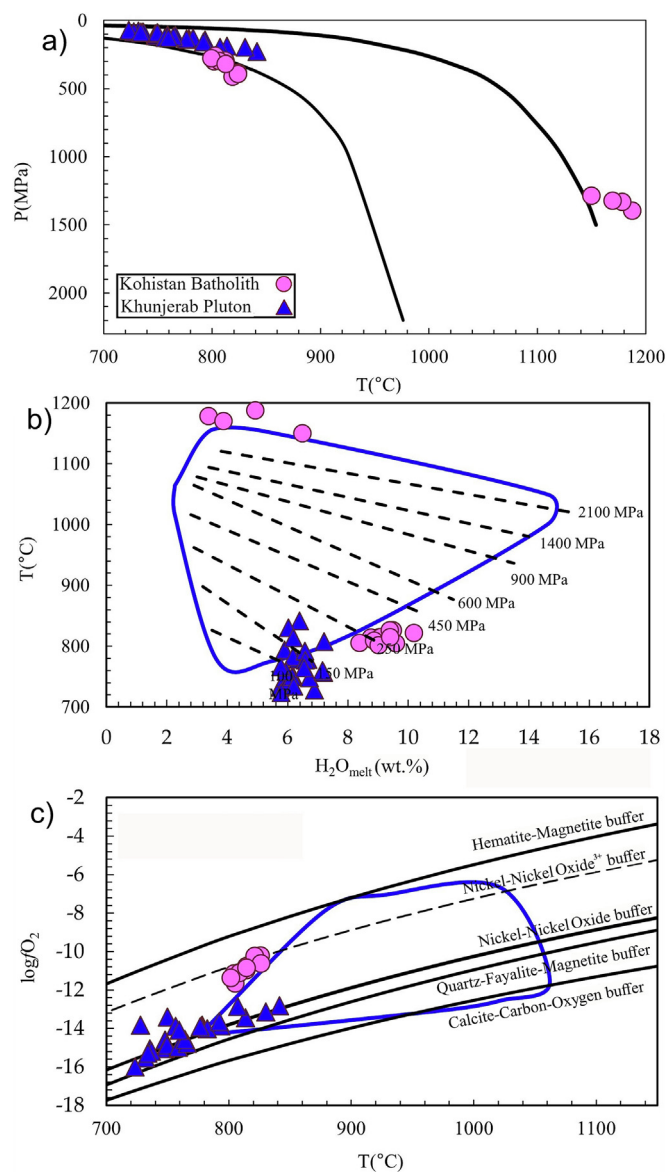 a)
0
500
1000
1500
2000
P(MPa)
Kohistan Batholith
Khunjerab Pluton
700 800 900 1000 1100 1200
T(°C)
b)
1200
1100
1000
900
800
700
T(°C)
2100 MPa
1400 MPa
900 MPa
600 MPa
450 MPa
250 MPa
50 MPa
100
MPa
0 2 4 6 8 10 12 14 16 18
H₂Omelt (wt.%)
c)
-2
-4
-6
-8
-10
-12
-14
-16
-18
logfO₂
Hematite-Magnetite buffer
Nickel-Nickel Oxide³⁺ buffer
Nickel-Nickel Oxide buffer
Quartz-Fayalite-Magnetite buffer
Calcite-Carbon-Oxygen buffer
700 800 900 1000 1100
T(°C)